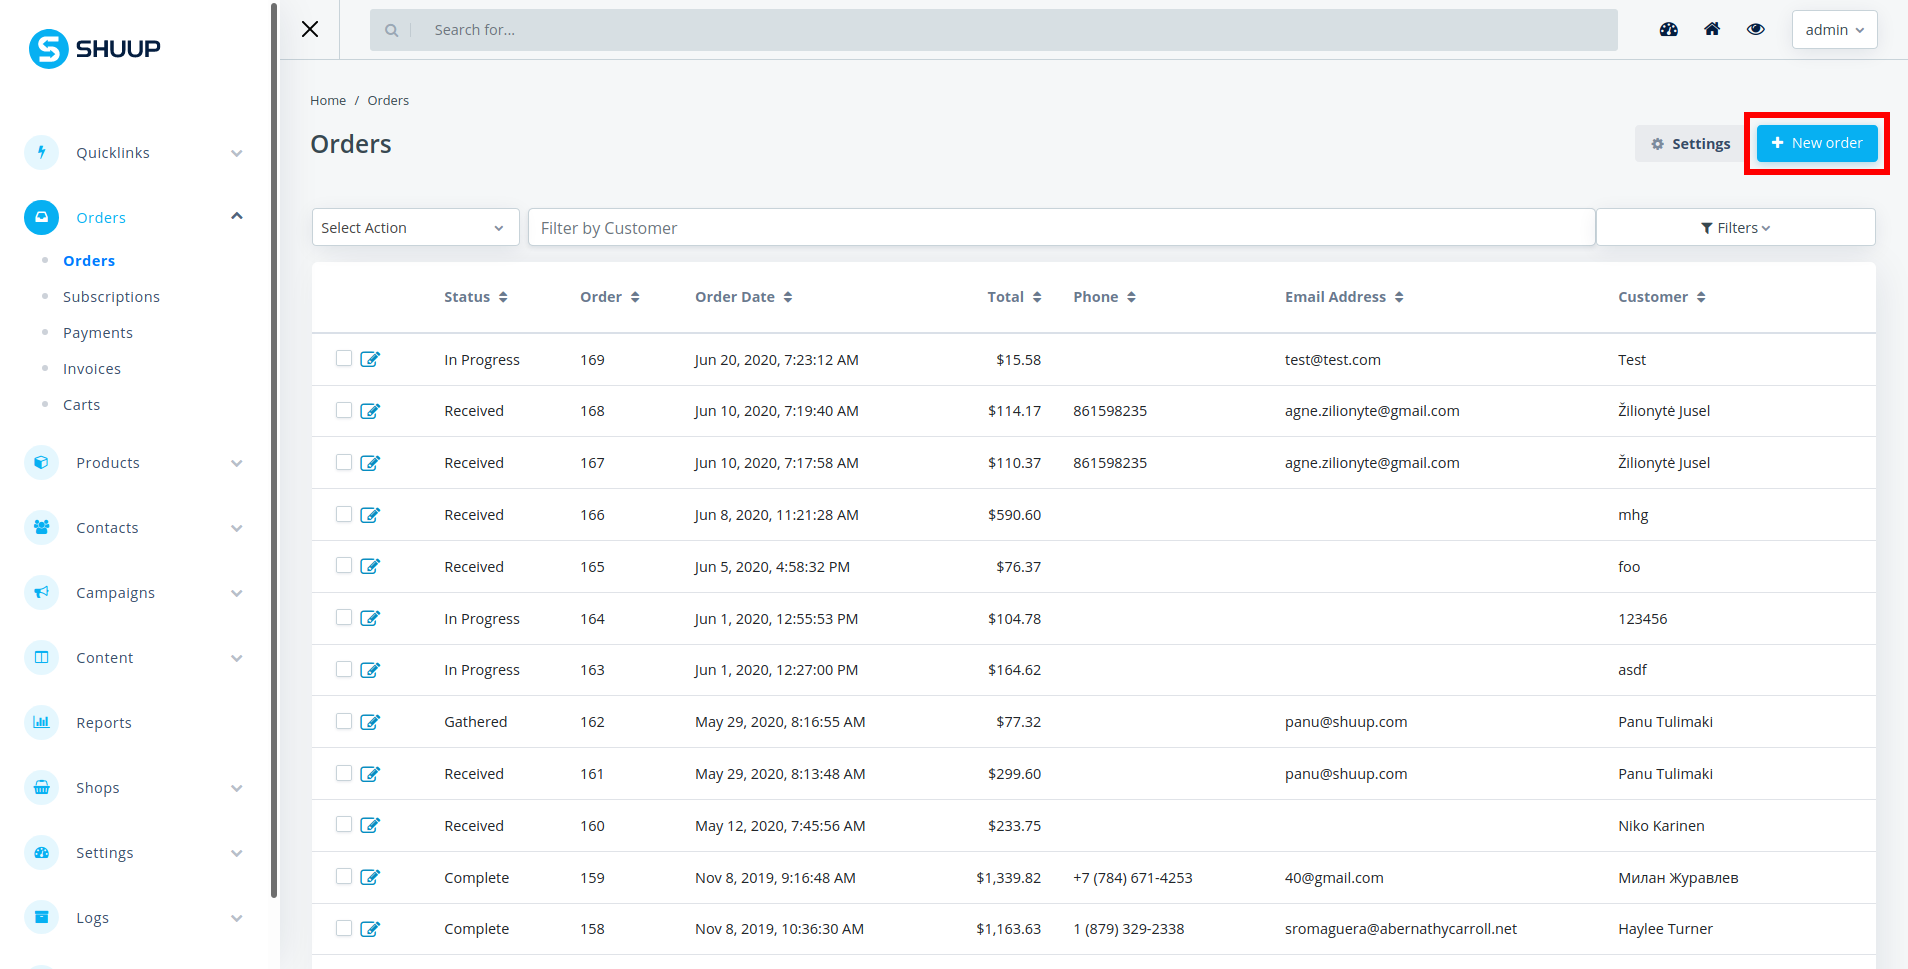 SHUUP
Search for...
admin
Home / Orders
Orders
Settings
New order
Quicklinks
Orders
Orders
Subscriptions
Payments
Invoices
Carts
Products
Contacts
Campaigns
Content
Reports
Shops
Settings
Logs
Select Action
Filter by Customer
Filters
Status Order Order Date Total Phone Email Address Customer
In Progress 169 Jun 20, 2020, 7:23:12 AM $15.58 test@test.com Test
Received 168 Jun 10, 2020, 7:19:40 AM $114.17 861598235 agne.zilionyte@gmail.com Žilionytė Jusel
Received 167 Jun 10, 2020, 7:17:58 AM $110.37 861598235 agne.zilionyte@gmail.com Žilionytė Jusel
Received 166 Jun 8, 2020, 11:21:28 AM $590.60 mhg
Received 165 Jun 5, 2020, 4:58:32 PM $76.37 foo
In Progress 164 Jun 1, 2020, 12:55:53 PM $104.78 123456
In Progress 163 Jun 1, 2020, 12:27:00 PM $164.62 asdf
Gathered 162 May 29, 2020, 8:16:55 AM $77.32 panu@shuup.com Panu Tulimaki
Received 161 May 29, 2020, 8:13:48 AM $299.60 panu@shuup.com Panu Tulimaki
Received 160 May 12, 2020, 7:45:56 AM $233.75 Niko Karinen
Complete 159 Nov 8, 2019, 9:16:48 AM $1,339.82 +7 (784) 671-4253 40@gmail.com Милан Журавлев
Complete 158 Nov 8, 2019, 10:36:30 AM $1,163.63 1 (879) 329-2338 sromaguera@abernathycarroll.net Haylee Turner